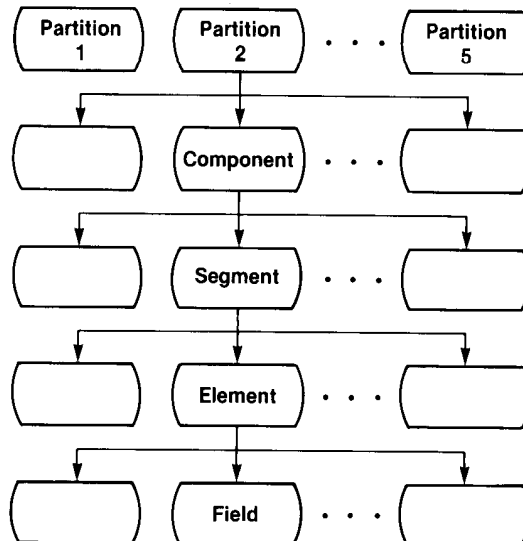 Partition
1
Partition
2
. . .
Partition
5
Component
. . .
Segment
. . .
Element
. . .
Field
. . .